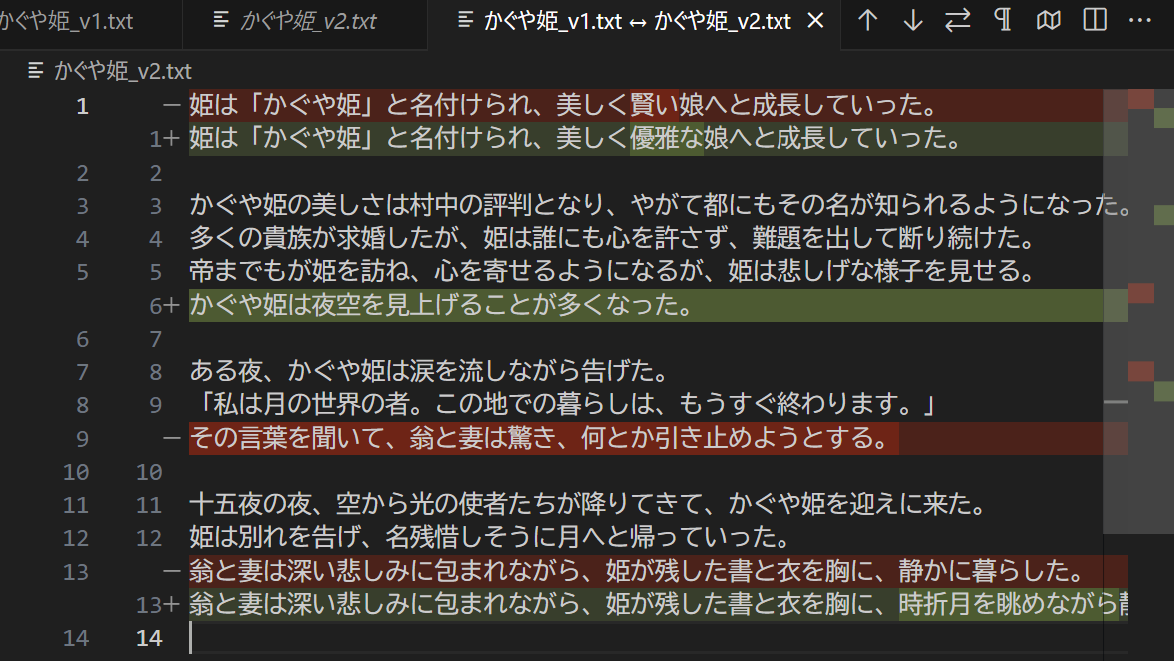 かぐや姫_v1.txt
かぐや姫_v2.txt
かぐや姫_v1.txt ↔ かぐや姫_v2.txt
かぐや姫_v2.txt
1 − 姫は「かぐや姫」と名付けられ、美しく賢い娘へと成長していった。
1+ 姫は「かぐや姫」と名付けられ、美しく優雅な娘へと成長していった。
2 2
3 3 かぐや姫の美しさは村中の評判となり、やがて都にもその名が知られるようになった。
4 4 多くの貴族が求婚したが、姫は誰にも心を許さず、難題を出して断り続けた。
5 5 帝までもが姫を訪ね、心を寄せるようになるが、姫は悲しげな様子を見せる。
6+ かぐや姫は夜空を見上げることが多くなった。
6 7
7 8 ある夜、かぐや姫は涙を流しながら告げた。
8 9 「私は月の世界の者。この地での暮らしは、もうすぐ終わります。」
9 − その言葉を聞いて、翁と妻は驚き、何とか引き止めようとする。
10 10
11 11 十五夜の夜、空から光の使者たちが降りてきて、かぐや姫を迎えに来た。
12 12 姫は別れを告げ、名残惜しそうに月へと帰っていった。
13 − 翁と妻は深い悲しみに包まれながら、姫が残した書と衣を胸に、静かに暮らした。
13+ 翁と妻は深い悲しみに包まれながら、姫が残した書と衣を胸に、時折月を眺めながら
14 14